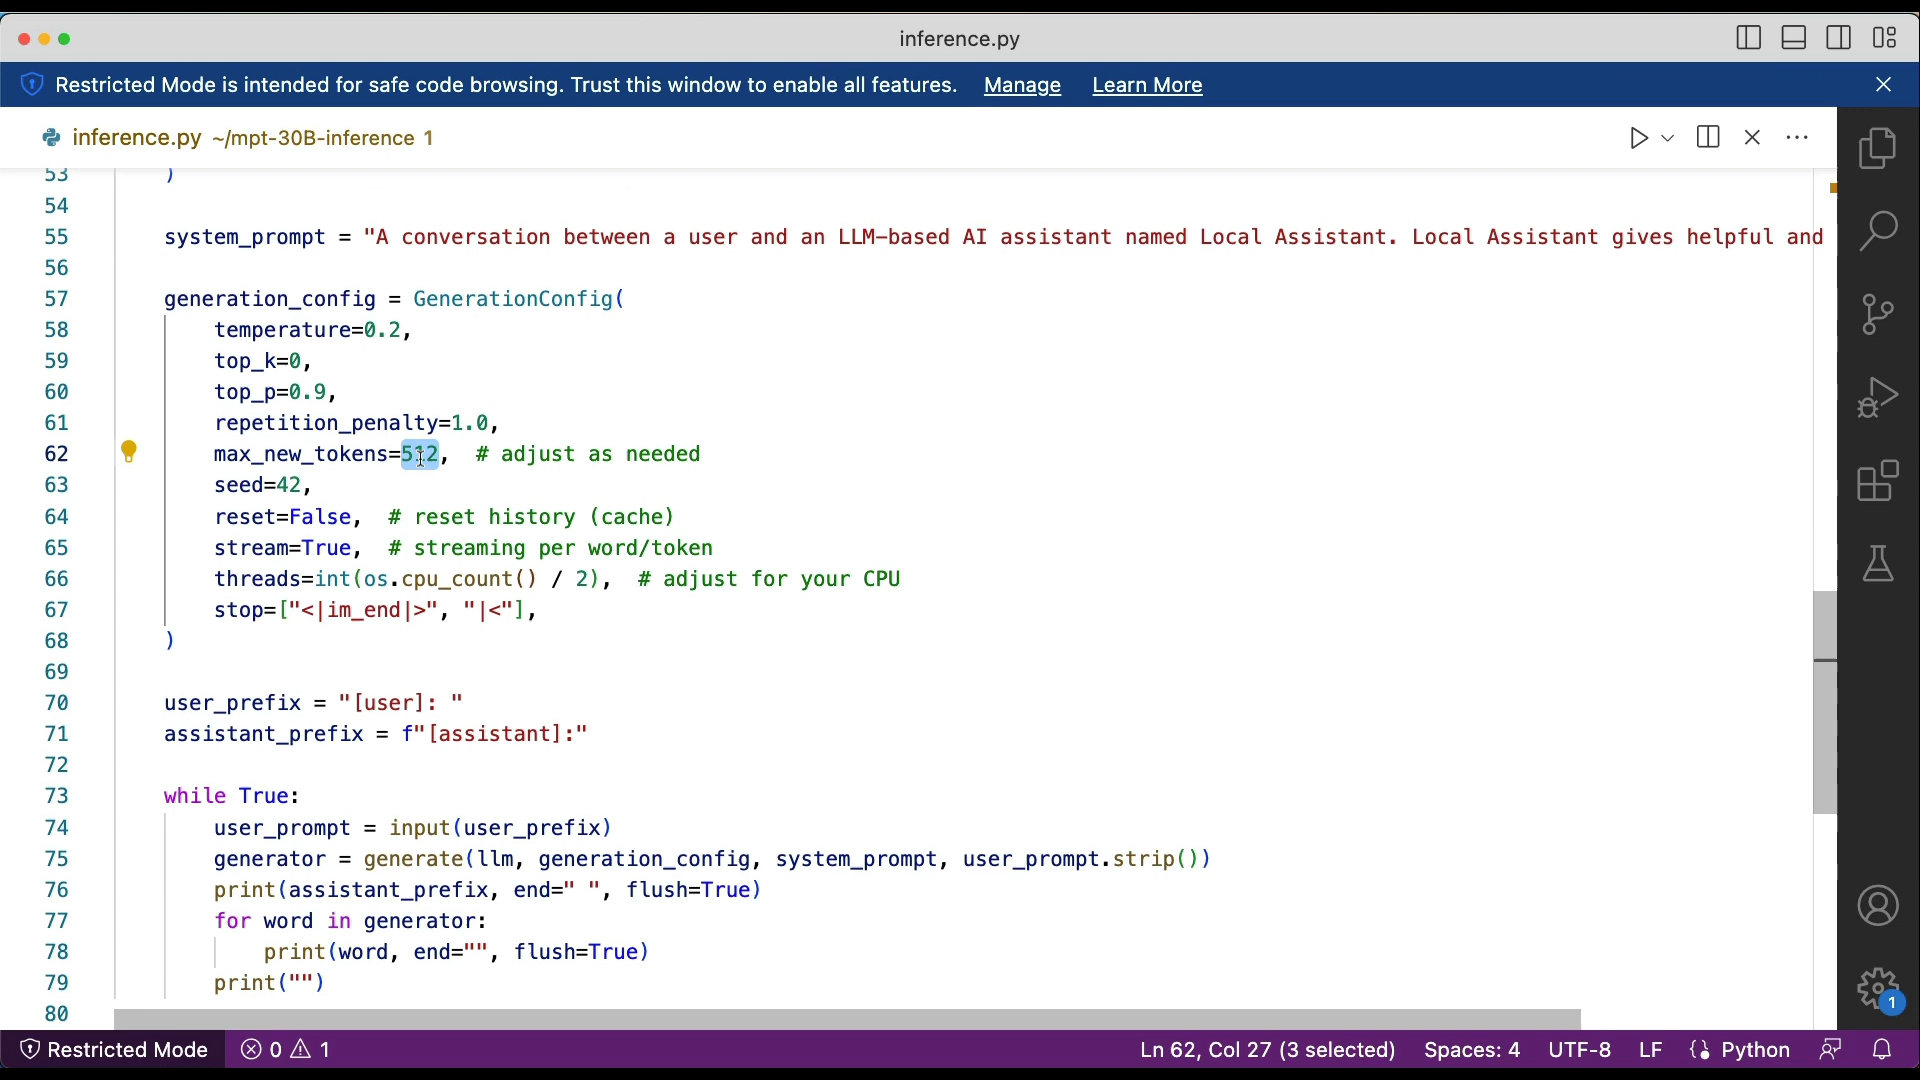 inference.py
Restricted Mode is intended for safe code browsing. Trust this window to enable all features. Manage Learn More
inference.py ~/mpt-30B-inference 1
53 )
54
55 system_prompt = "A conversation between a user and an LLM-based AI assistant named Local Assistant. Local Assistant gives helpful and
56
57 generation_config = GenerationConfig(
58 temperature=0.2,
59 top_k=0,
60 top_p=0.9,
61 repetition_penalty=1.0,
62 max_new_tokens=512, # adjust as needed
63 seed=42,
64 reset=False, # reset history (cache)
65 stream=True, # streaming per word/token
66 threads=int(os.cpu_count() / 2), # adjust for your CPU
67 stop=["<|im_end|>", "|<"],
68 )
69
70 user_prefix = "[user]: "
71 assistant_prefix = f"[assistant]:"
72
73 while True:
74 user_prompt = input(user_prefix)
75 generator = generate(llm, generation_config, system_prompt, user_prompt.strip())
76 print(assistant_prefix, end=" ", flush=True)
77 for word in generator:
78 print(word, end="", flush=True)
79 print("")
80
1
Restricted Mode 0 1 Ln 62, Col 27 (3 selected) Spaces: 4 UTF-8 LF Python